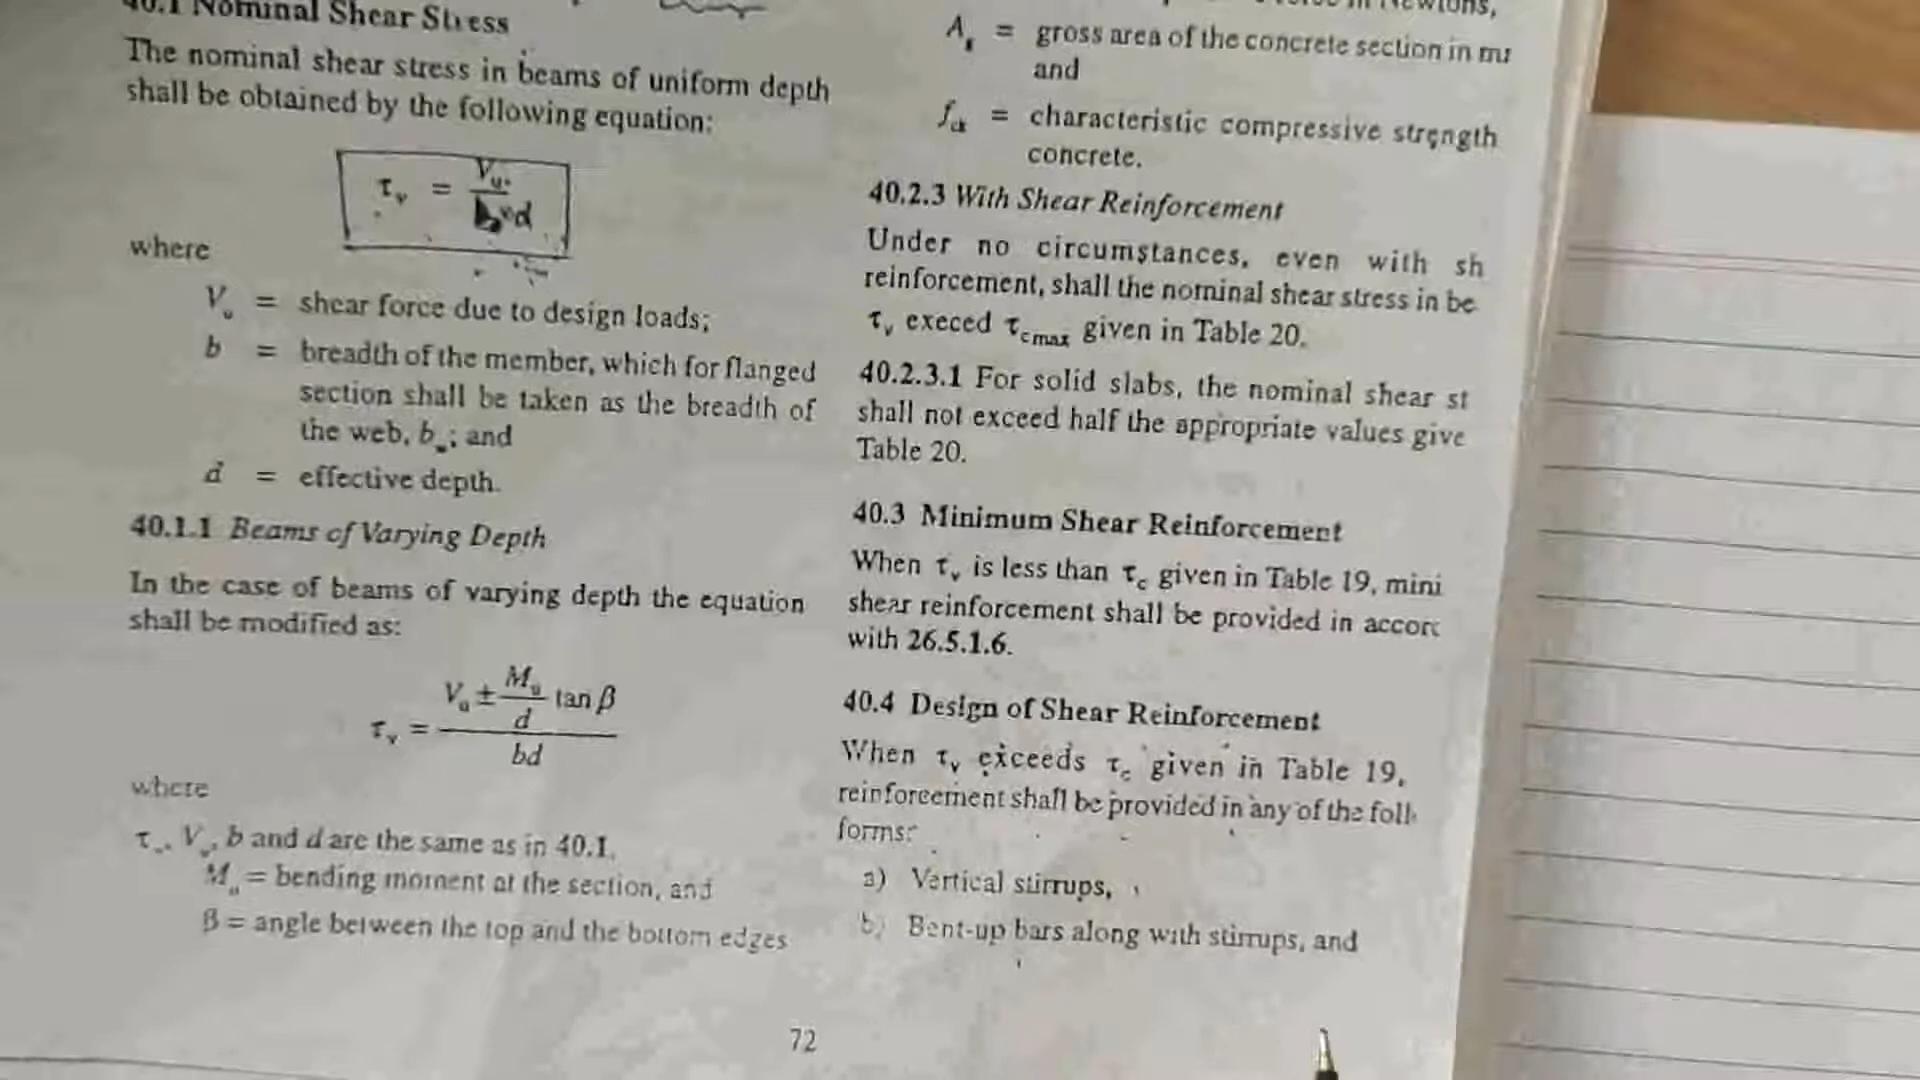 40.1 Nominal Shear Stress
The nominal shear stress in beams of uniform depth
shall be obtained by the following equation:
τv = Vu / bd
where
Vu = shear force due to design loads;
b = breadth of the member, which for flanged
section shall be taken as the breadth of
the web, bw; and
d = effective depth.
40.1.1 Beams of Varying Depth
In the case of beams of varying depth the equation
shall be modified as:
τv = (Vu ± Mu/d tan β) / bd
where
τv, Vu, b and d are the same as in 40.1,
Mu = bending moment at the section, and
β = angle between the top and the bottom edges
Newtons,
Ag = gross area of the concrete section in
and
fck = characteristic compressive strength
concrete.
40.2.3 With Shear Reinforcement
Under no circumstances, even with sh
reinforcement, shall the nominal shear stress in be
τv exceed τcmax given in Table 20.
40.2.3.1 For solid slabs, the nominal shear st
shall not exceed half the appropriate values give
Table 20.
40.3 Minimum Shear Reinforcement
When τv is less than τc given in Table 19, mini
shear reinforcement shall be provided in accor
with 26.5.1.6.
40.4 Design of Shear Reinforcement
When τv exceeds τc given in Table 19,
reinforcement shall be provided in any of the foll
forms:
a) Vertical stirrups,
b) Bent-up bars along with stirrups, and
72